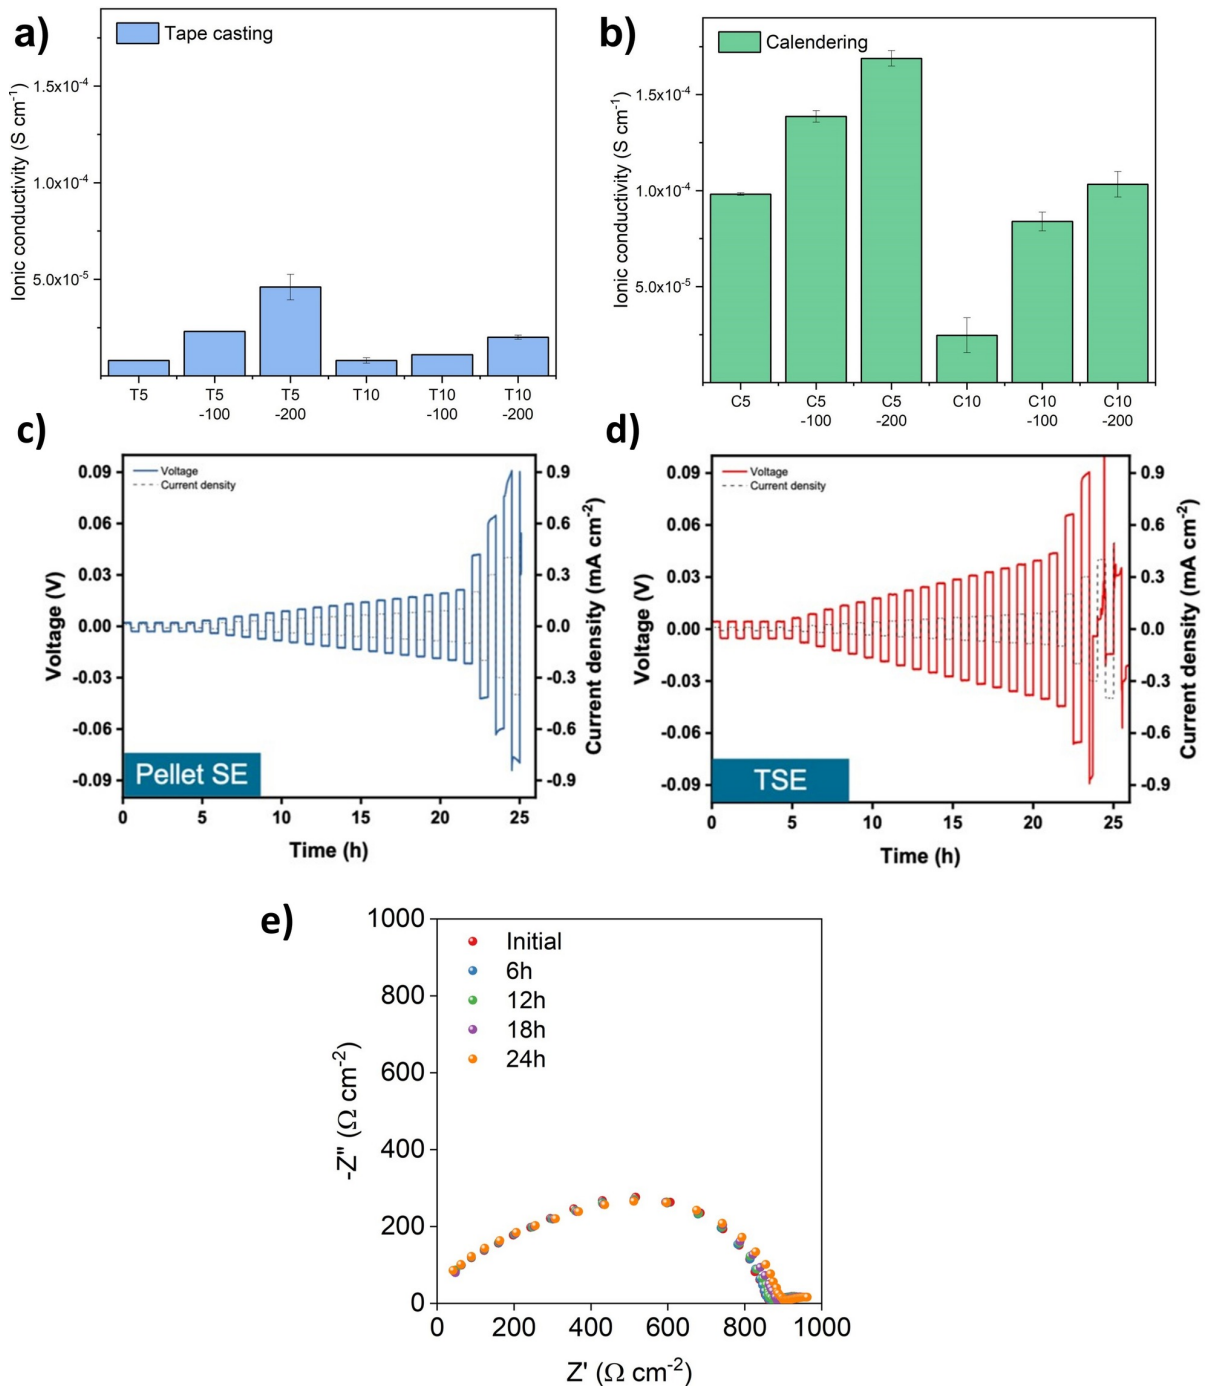 a)
Tape casting
Ionic conductivity (S cm⁻¹)
1.5x10⁻⁴
1.0x10⁻⁴
5.0x10⁻⁵
T5 T5 T5 T10 T10 T10
-100 -200 -100 -200
b)
Calendering
Ionic conductivity (S cm⁻¹)
1.5x10⁻⁴
1.0x10⁻⁴
5.0x10⁻⁵
C5 C5 C5 C10 C10 C10
-100 -200 -100 -200
c)
Voltage
Current density
Voltage (V)
0.09
0.06
0.03
0.00
-0.03
-0.06
-0.09
Current density (mA cm⁻²)
0.9
0.6
0.3
0.0
-0.3
-0.6
-0.9
Pellet SE
0 5 10 15 20 25
Time (h)
d)
Voltage
Current density
Voltage (V)
0.09
0.06
0.03
0.00
-0.03
-0.06
-0.09
Current density (mA cm⁻²)
0.9
0.6
0.3
0.0
-0.3
-0.6
-0.9
TSE
0 5 10 15 20 25
Time (h)
e)
Initial
6h
12h
18h
24h
-Z" (Ω cm⁻²)
1000
800
600
400
200
0
0 200 400 600 800 1000
Z' (Ω cm⁻²)